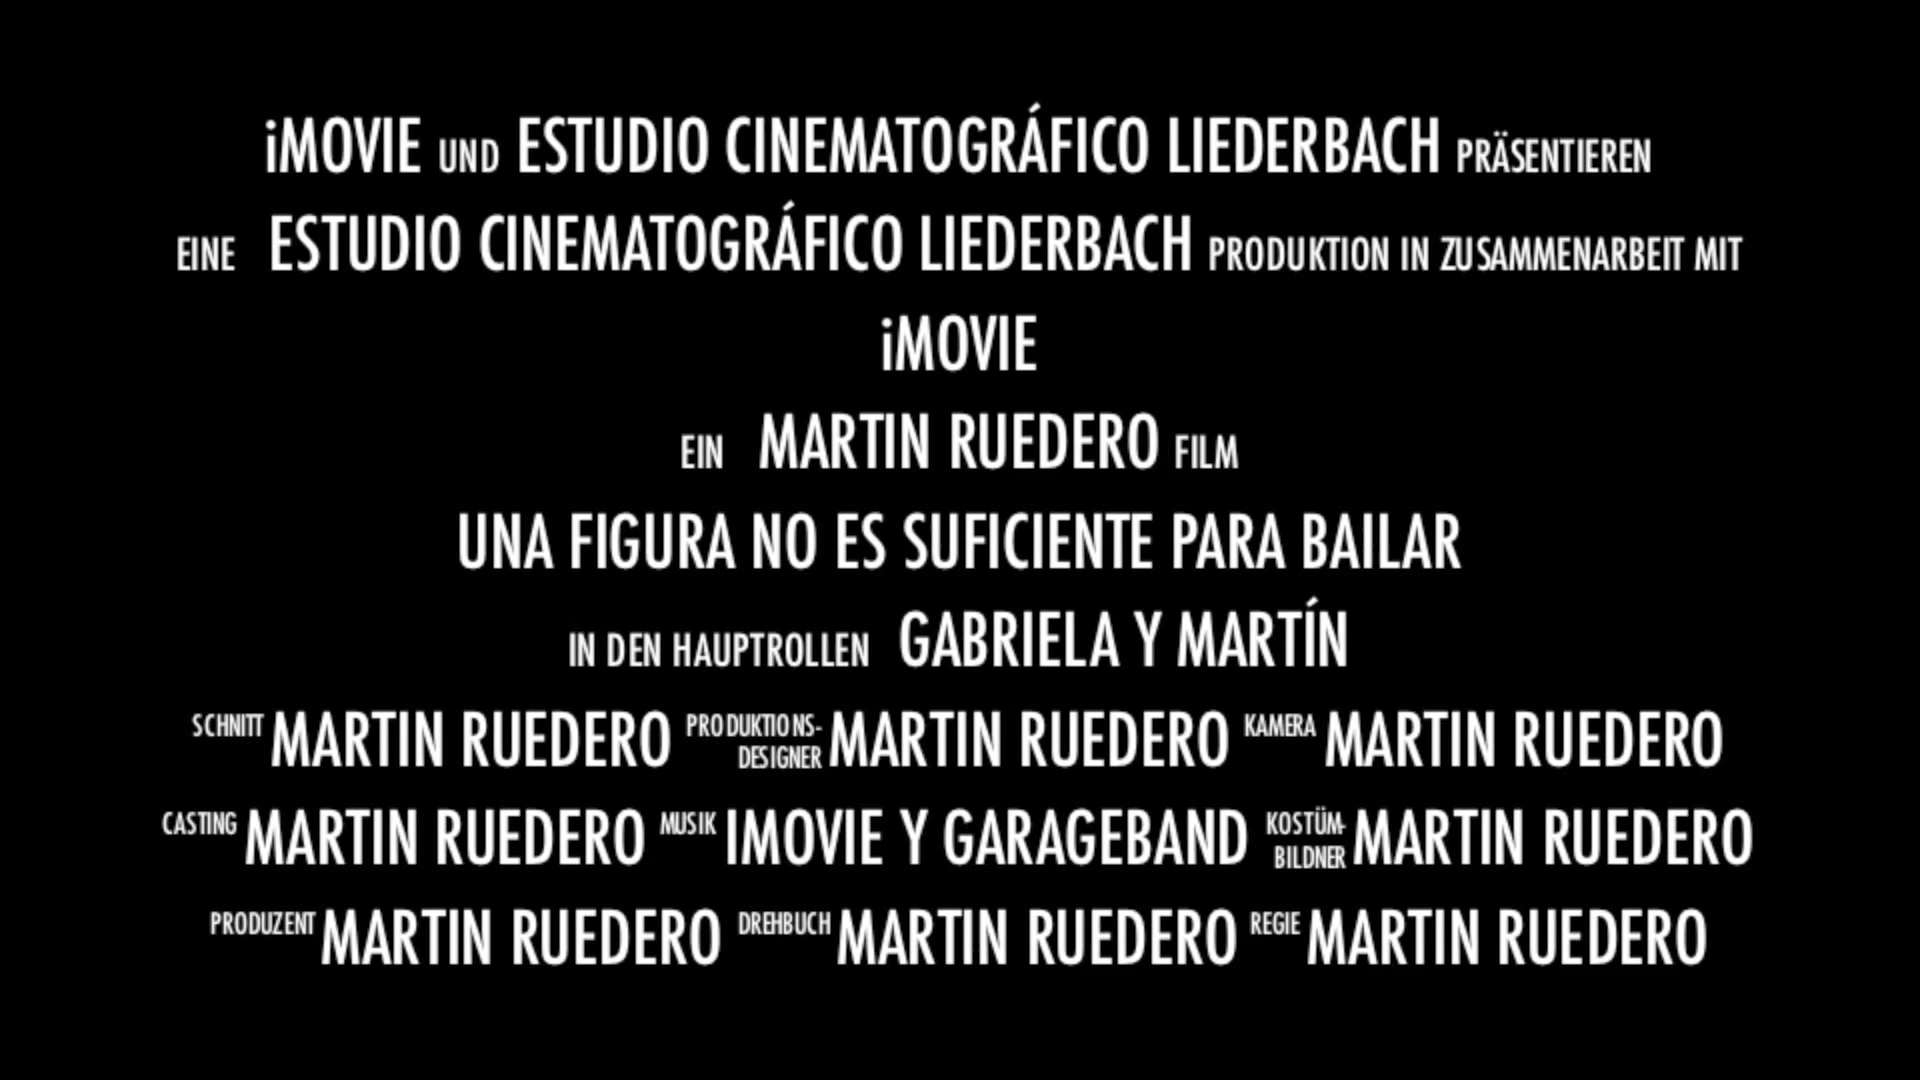 iMOVIE UND ESTUDIO CINEMATOGRÁFICO LIEDERBACH PRÄSENTIEREN
EINE ESTUDIO CINEMATOGRÁFICO LIEDERBACH PRODUKTION IN ZUSAMMENARBEIT MIT
iMOVIE
EIN MARTIN RUEDERO FILM
UNA FIGURA NO ES SUFICIENTE PARA BAILAR
IN DEN HAUPTROLLEN GABRIELA Y MARTÍN
SCHNITT MARTIN RUEDERO PRODUKTIONS-DESIGNER MARTIN RUEDERO KAMERA MARTIN RUEDERO
CASTING MARTIN RUEDERO MUSIK IMOVIE Y GARAGEBAND KOSTÜM-BILDNER MARTIN RUEDERO
PRODUZENT MARTIN RUEDERO DREHBUCH MARTIN RUEDERO REGIE MARTIN RUEDERO